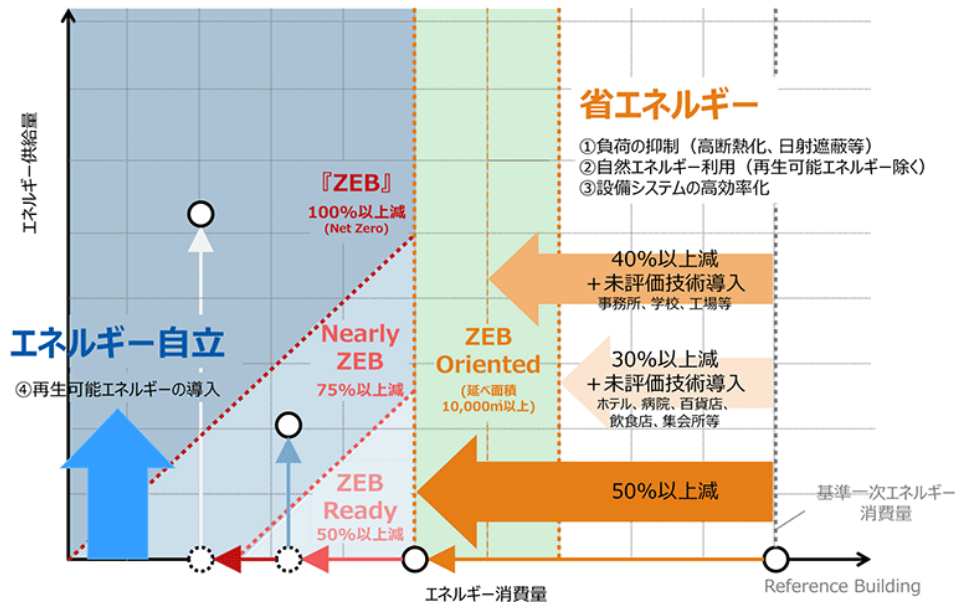 エネルギー供給量
省エネルギー
①負荷の抑制（高断熱化、日射遮蔽等）
②自然エネルギー利用（再生可能エネルギー除く）
③設備システムの高効率化
『ZEB』
100%以上減
(Net Zero)
40%以上減
＋未評価技術導入
事務所、学校、工場等
エネルギー自立
④再生可能エネルギーの導入
Nearly
ZEB
75%以上減
ZEB
Oriented
(延べ面積
10,000㎡以上)
30%以上減
＋未評価技術導入
ホテル、病院、百貨店、
飲食店、集会所等
ZEB
Ready
50%以上減
50%以上減
基準一次エネルギー
消費量
エネルギー消費量
Reference Building